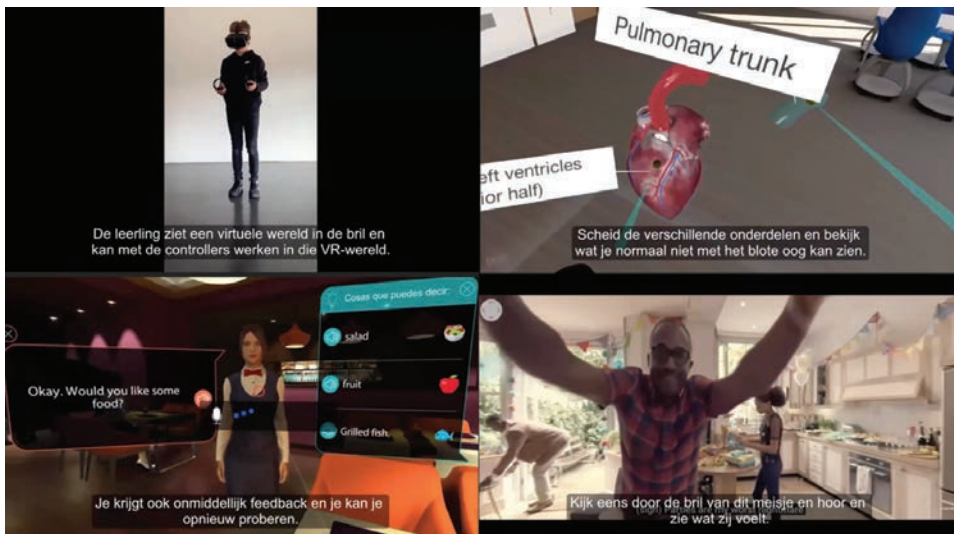 De leerling ziet een virtuele wereld in de bril en
kan met de controllers werken in die VR-wereld.
Pulmonary trunk
eft ventricles
ior half)
Scheid de verschillende onderdelen en bekijk
wat je normaal niet met het blote oog kan zien.
Okay. Would you like some
food?
Cosas que puedes decir:
salad
fruit
Grilled fish.
Je krijgt ook onmiddellijk feedback en je kan je
opnieuw proberen.
Kijk eens door de bril van dit meisje en hoor en
zie wat zij voelt.